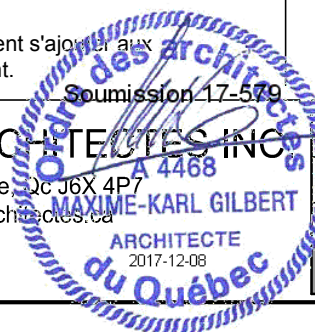 ent s'ajouter aux
nt.
Ordre des architectes
Soumission 17-579
CHITECTES INC.
A 4468
e, Qc J6X 4P7
MAXIME-KARL GILBERT
chitectes.ca
ARCHITECTE
2017-12-08
du Québec